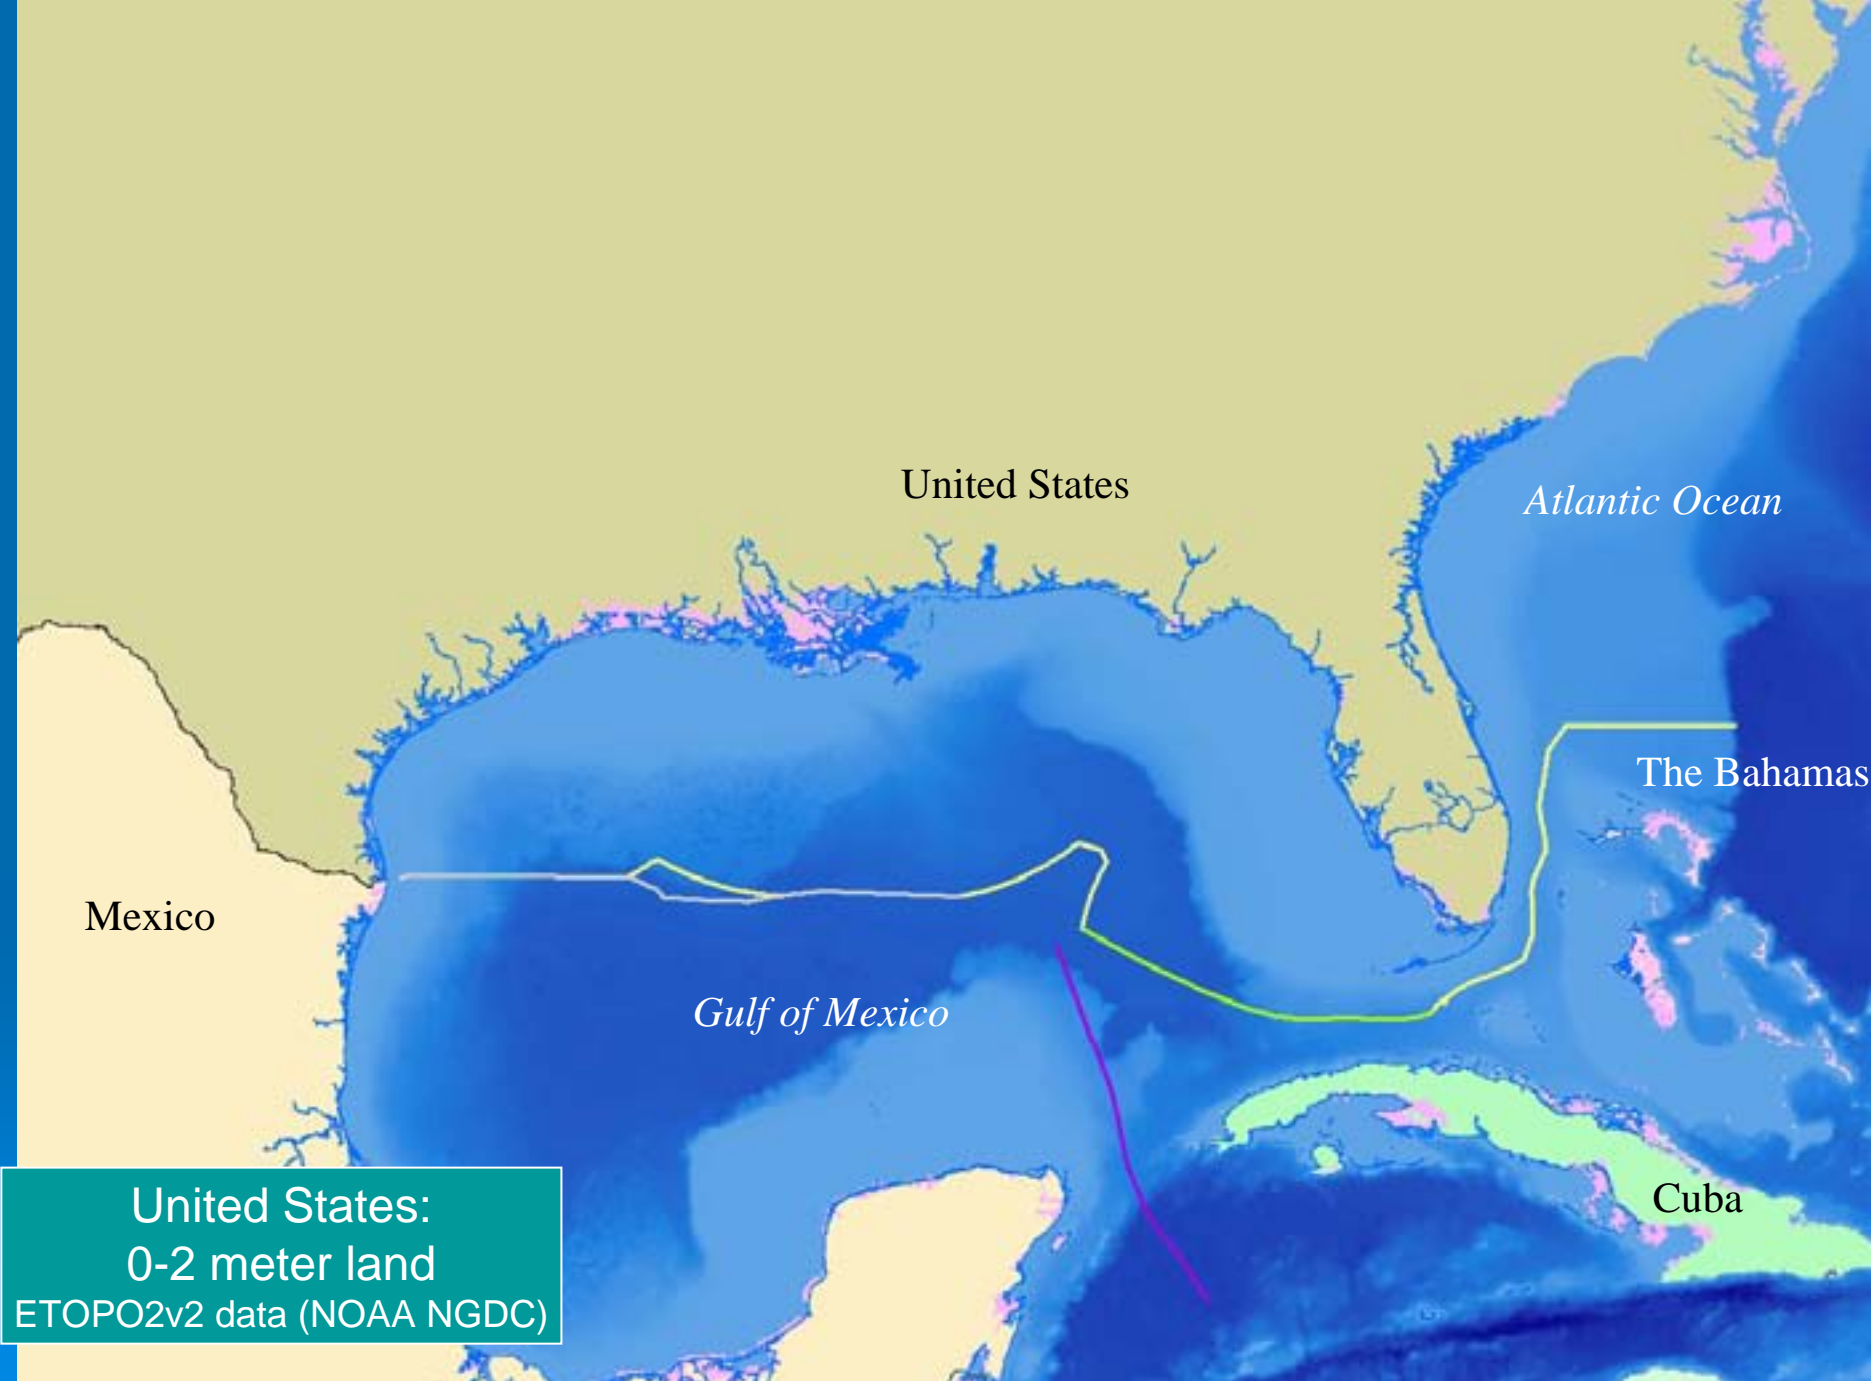 United States
Atlantic Ocean
The Bahamas
Mexico
Gulf of Mexico
Cuba
United States:
0-2 meter land
ETOPO2v2 data (NOAA NGDC)